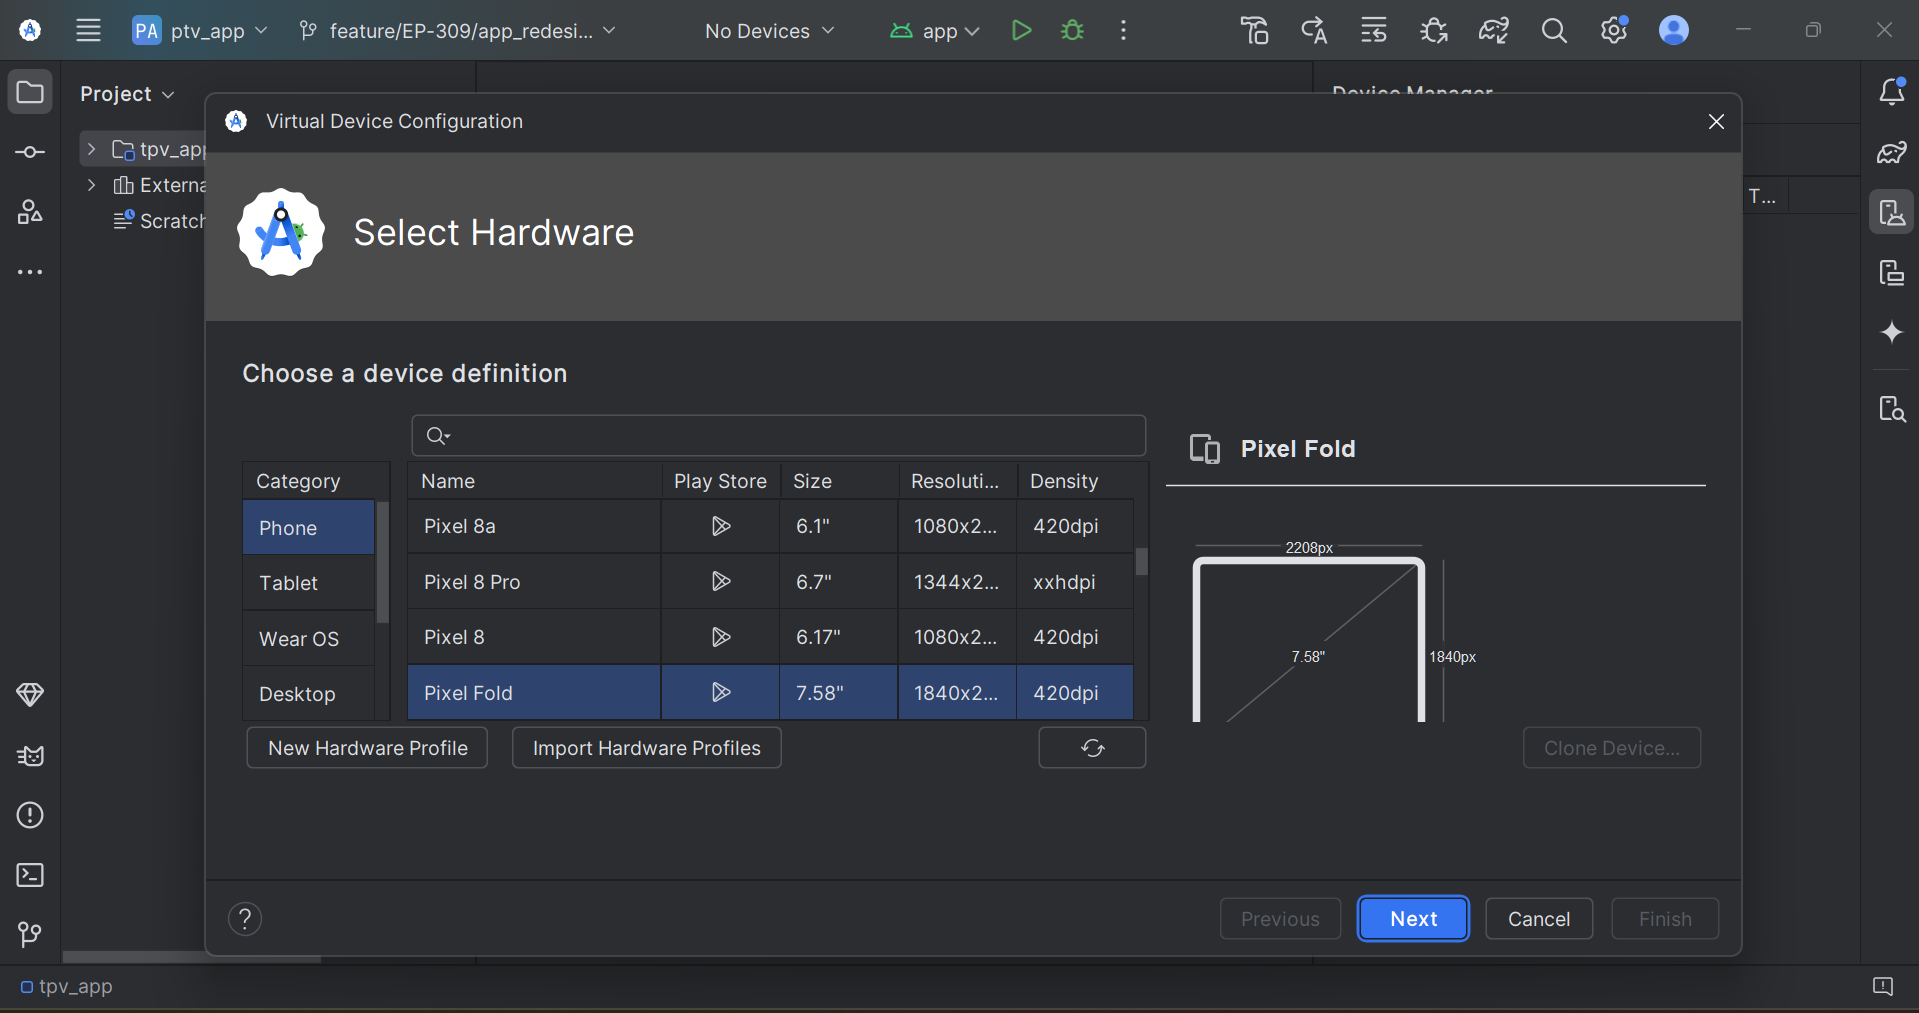 PA ptv_app
feature/EP-309/app_redesi...
No Devices
app
Project
Device Manager
tpv_app
Externa
Scratch
T...
Virtual Device Configuration
Select Hardware
Choose a device definition
Category
Phone
Tablet
Wear OS
Desktop
Name Play Store Size Resoluti... Density
Pixel 8a 6.1" 1080x2... 420dpi
Pixel 8 Pro 6.7" 1344x2... xxhdpi
Pixel 8 6.17" 1080x2... 420dpi
Pixel Fold 7.58" 1840x2... 420dpi
Pixel Fold
2208px
7.58"
1840px
New Hardware Profile
Import Hardware Profiles
Clone Device...
?
Previous
Next
Cancel
Finish
tpv_app